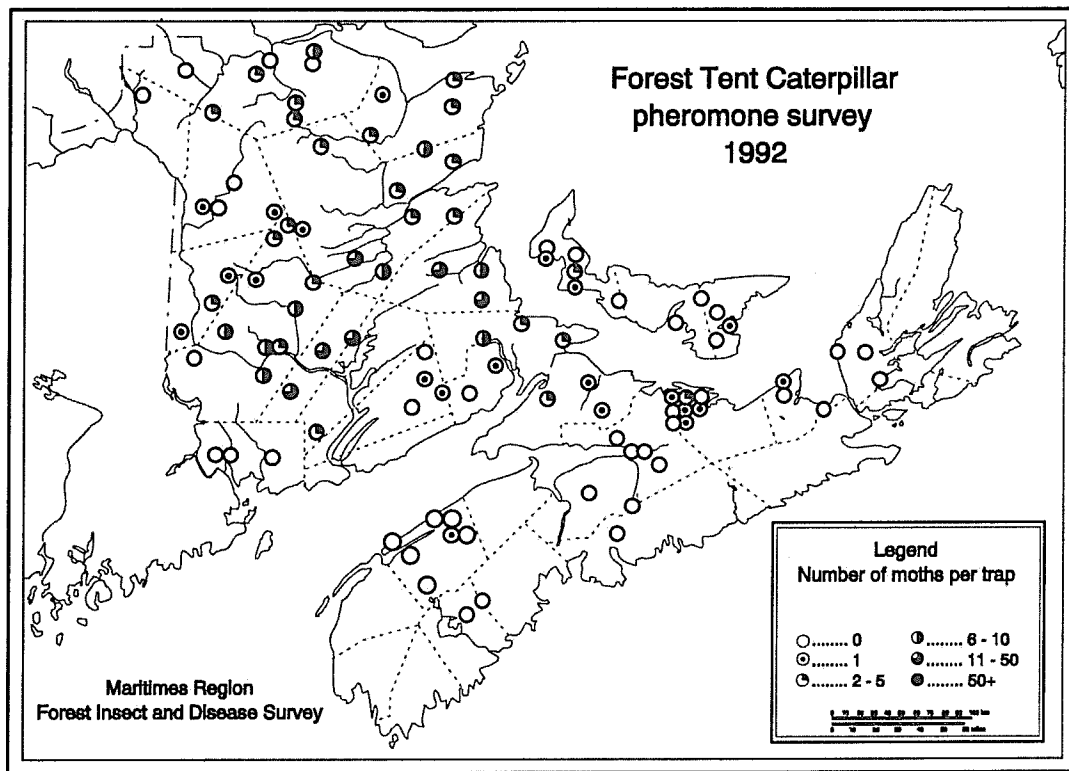 Forest Tent Caterpillar
pheromone survey
1992
Legend
Number of moths per trap
........ 0
........ 1
........ 2 - 5
........ 6 - 10
........ 11 - 50
........ 50+
Maritimes Region
Forest Insect and Disease Survey